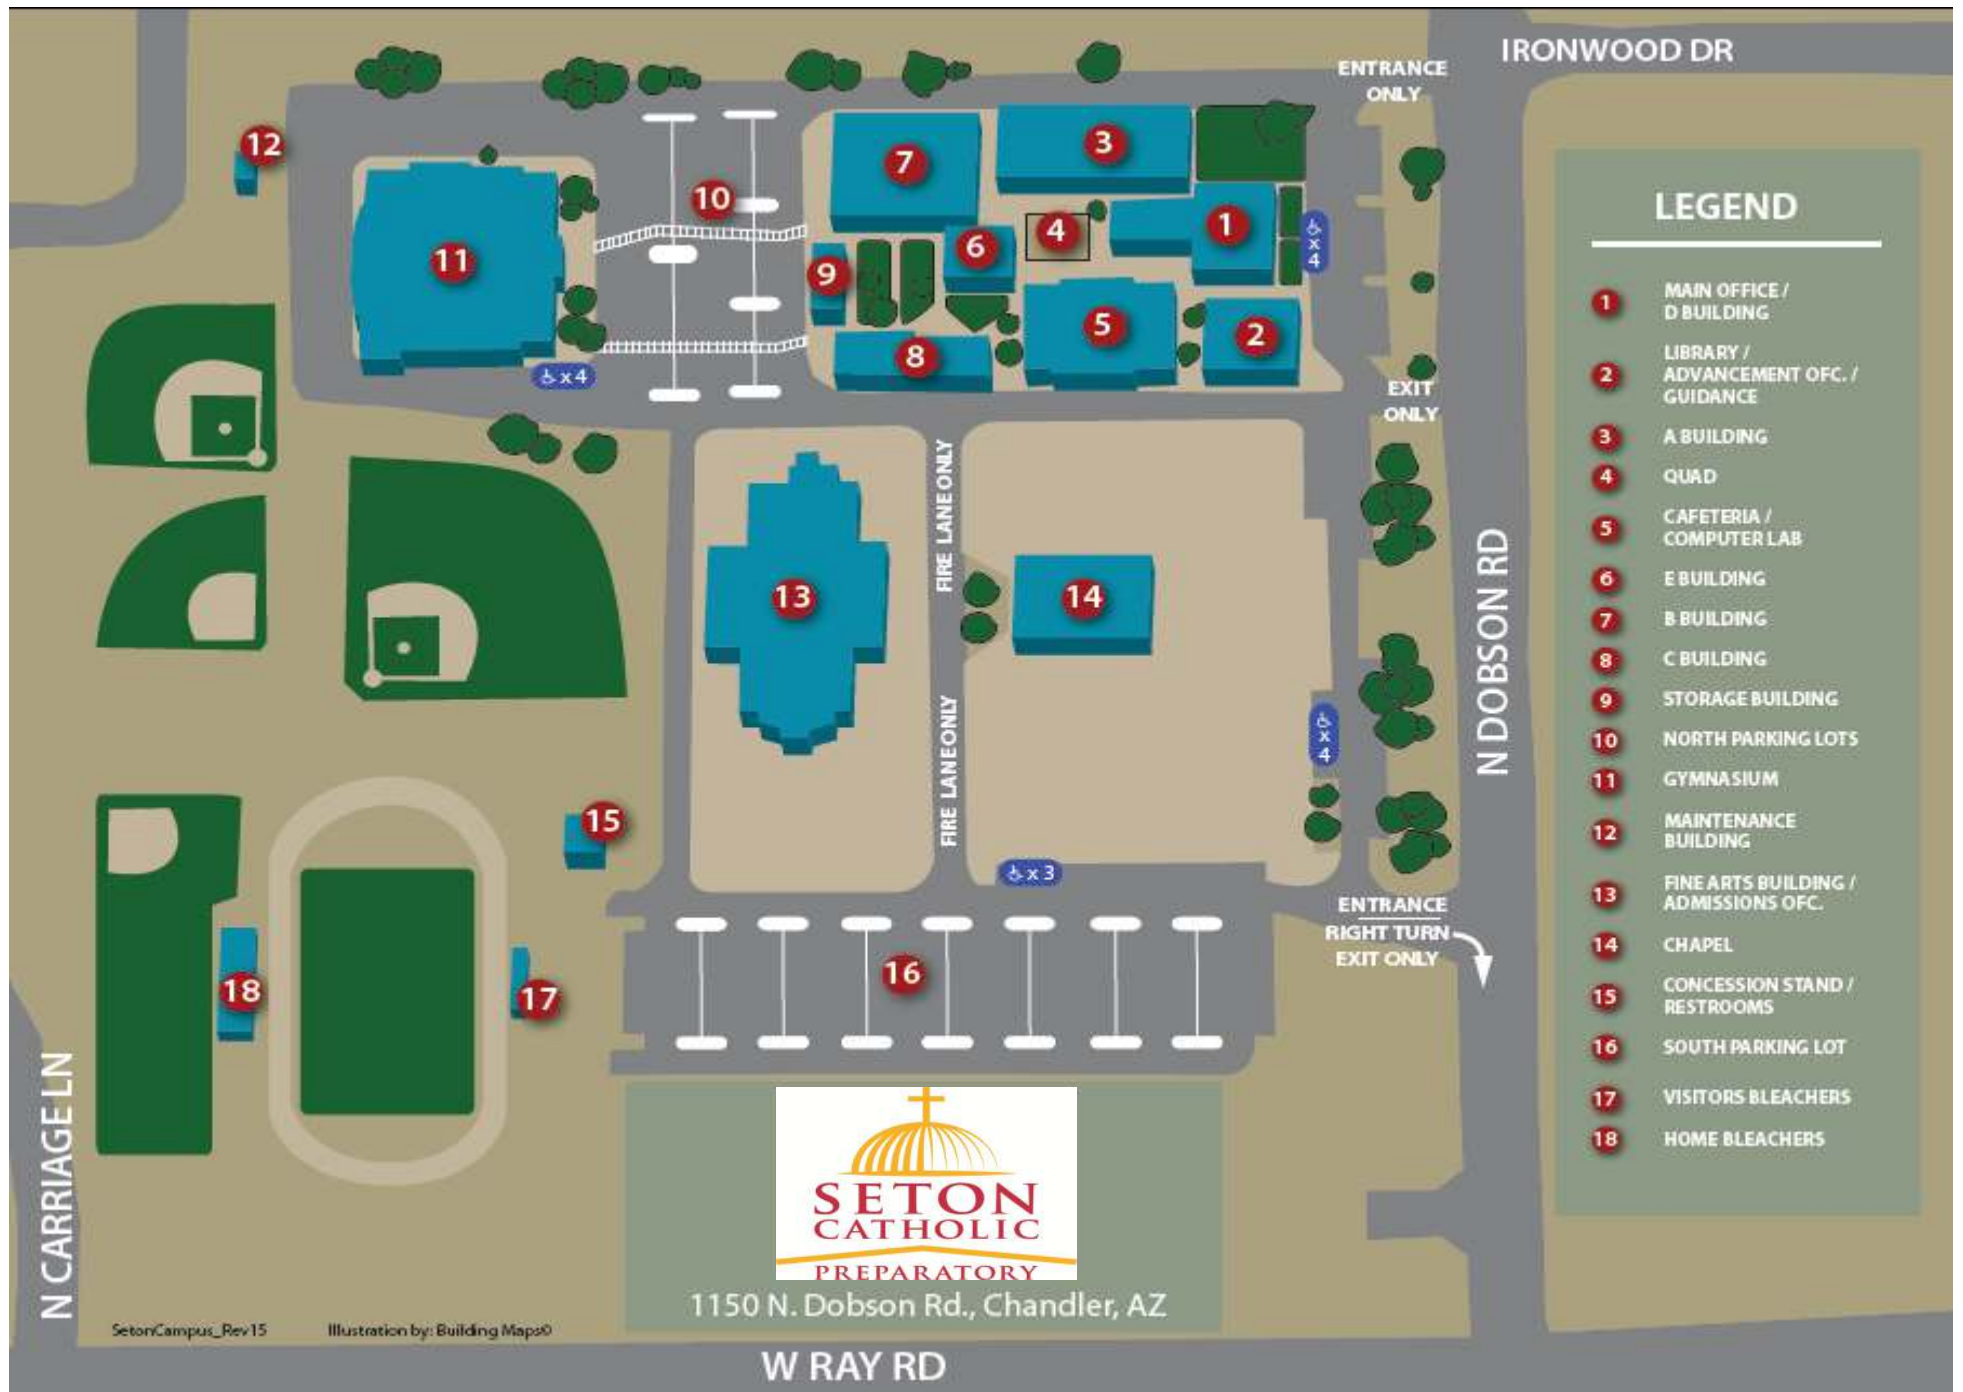 IRONWOOD DR
ENTRANCE
ONLY
12
3
7
10
1
4
6
11
9
x
4
5
2
8
x 4
EXIT
ONLY
FIRE LANE ONLY
13
14
N DOBSON RD
FIRE LANE ONLY
x
4
15
x 3
ENTRANCE
RIGHT TURN
EXIT ONLY
16
18
17
N CARRIAGE LN
LEGEND
1 MAIN OFFICE /
D BUILDING
2 LIBRARY /
ADVANCEMENT OFC. /
GUIDANCE
3 A BUILDING
4 QUAD
5 CAFETERIA /
COMPUTER LAB
6 E BUILDING
7 B BUILDING
8 C BUILDING
9 STORAGE BUILDING
10 NORTH PARKING LOTS
11 GYMNASIUM
12 MAINTENANCE
BUILDING
13 FINE ARTS BUILDING /
ADMISSIONS OFC.
14 CHAPEL
15 CONCESSION STAND /
RESTROOMS
16 SOUTH PARKING LOT
17 VISITORS BLEACHERS
18 HOME BLEACHERS
SETON
CATHOLIC
PREPARATORY
1150 N. Dobson Rd., Chandler, AZ
SetonCampus_Rev15
Illustration by: Building Maps©
W RAY RD